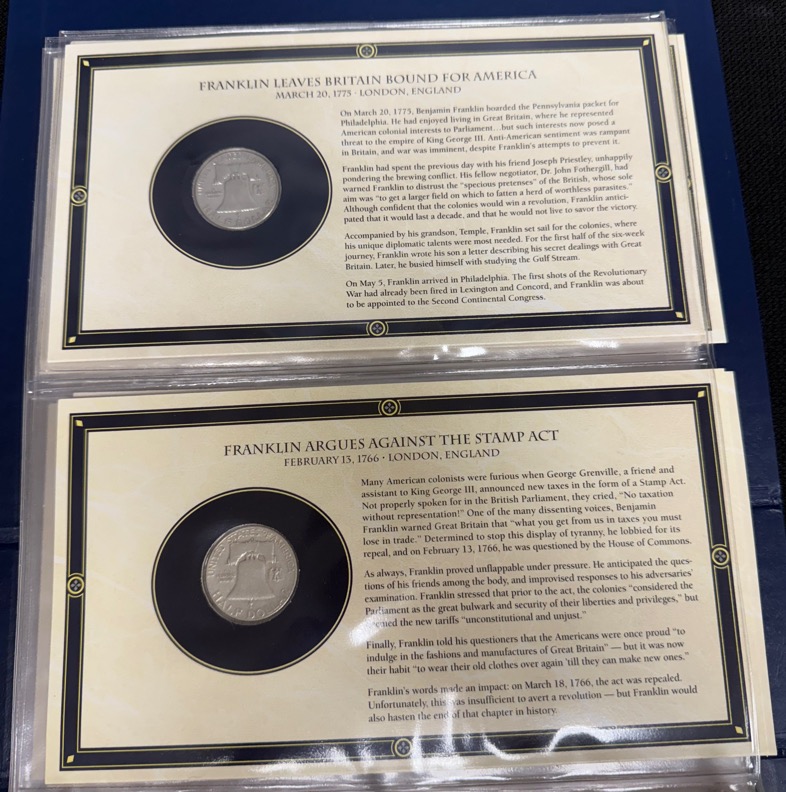 FRANKLIN LEAVES BRITAIN BOUND FOR AMERICA
MARCH 20, 1775 · LONDON, ENGLAND
On March 20, 1775, Benjamin Franklin boarded the Pennsylvania packet for
Philadelphia. He had enjoyed living in Great Britain, where he represented
American colonial interests to Parliament...but such interests now posed a
threat to the empire of King George III. Anti-American sentiment was rampant
in Britain, and war was imminent, despite Franklin's attempts to prevent it.
Franklin had spent the previous day with his friend Joseph Priestley, unhappily
pondering the brewing conflict. His fellow negotiator, Dr. John Fothergill, had
warned Franklin to distrust the "specious pretenses" of the British, whose sole
aim was "to get a larger field on which to fatten a herd of worthless parasites."
Although confident that the colonies would win a revolution, Franklin antici-
pated that it would last a decade, and that he would not live to savor the victory.
Accompanied by his grandson, Temple, Franklin set sail for the colonies, where
his unique diplomatic talents were most needed. For the first half of the six-week
journey, Franklin wrote his son a letter describing his secret dealings with Great
Britain. Later, he busied himself with studying the Gulf Stream.
On May 5, Franklin arrived in Philadelphia. The first shots of the Revolutionary
War had already been fired in Lexington and Concord, and Franklin was about
to be appointed to the Second Continental Congress.
FRANKLIN ARGUES AGAINST THE STAMP ACT
FEBRUARY 13, 1766 · LONDON, ENGLAND
Many American colonists were furious when George Grenville, a friend and
assistant to King George III, announced new taxes in the form of a Stamp Act.
Not properly spoken for in the British Parliament, they cried, "No taxation
without representation!" One of the many dissenting voices, Benjamin
Franklin warned Great Britain that "what you get from us in taxes you must
lose in trade." Determined to stop this display of tyranny, he lobbied for its
repeal, and on February 13, 1766, he was questioned by the House of Commons.
As always, Franklin proved unflappable under pressure. He anticipated the ques-
tions of his friends among the body, and improvised responses to his adversaries'
examination. Franklin stressed that prior to the act, the colonies "considered the
Parliament as the great bulwark and security of their liberties and privileges," but
the new tariffs "unconstitutional and unjust."
Finally, Franklin told his questioners that the Americans were once proud "to
indulge in the fashions and manufactures of Great Britain" — but it was now
their habit "to wear their old clothes over again 'till they can make new ones."
Franklin's words made an impact: on March 18, 1766, the act was repealed.
Unfortunately, this was insufficient to avert a revolution — but Franklin would
also hasten the end of that chapter in history.
UNITED STATES OF AMERICA
HALF DOLLAR